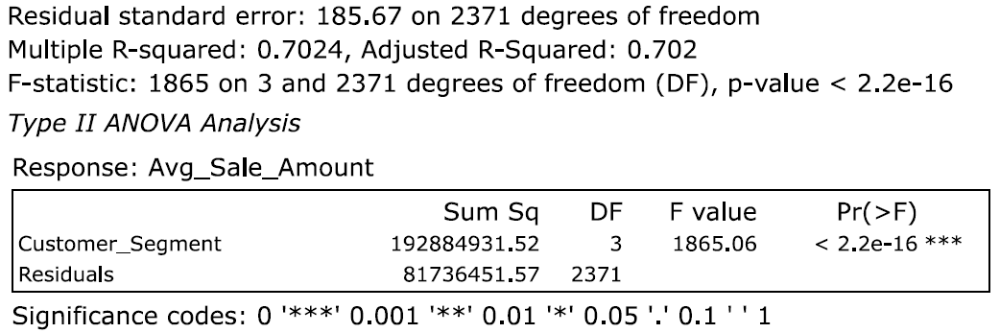 Residual standard error: 185.67 on 2371 degrees of freedom
Multiple R-squared: 0.7024, Adjusted R-Squared: 0.702
F-statistic: 1865 on 3 and 2371 degrees of freedom (DF), p-value < 2.2e-16
Type II ANOVA Analysis
Response: Avg_Sale_Amount
Sum Sq DF F value Pr(>F)
Customer_Segment 192884931.52 3 1865.06 < 2.2e-16 ***
Residuals 81736451.57 2371
Significance codes: 0 '***' 0.001 '**' 0.01 '*' 0.05 '.' 0.1 ' ' 1